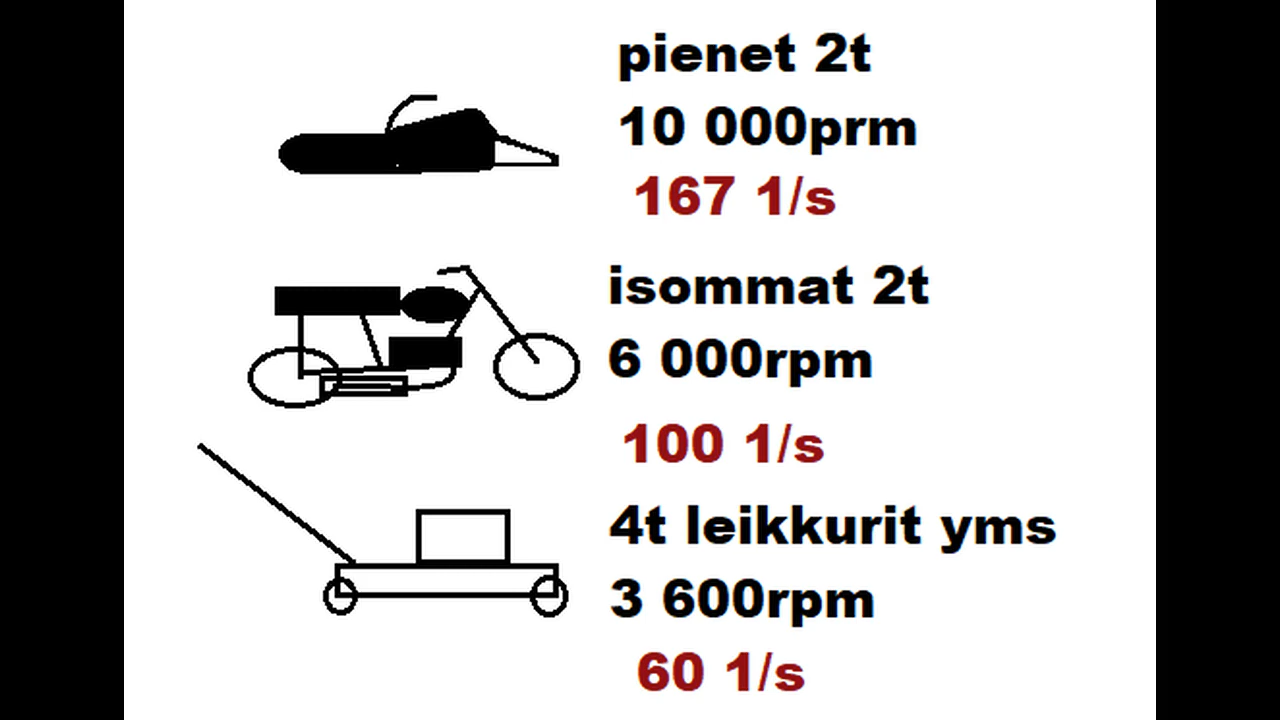 pienet 2t
10 000prm
167 1/s
isommat 2t
6 000rpm
100 1/s
4t leikkurit yms
3 600rpm
60 1/s